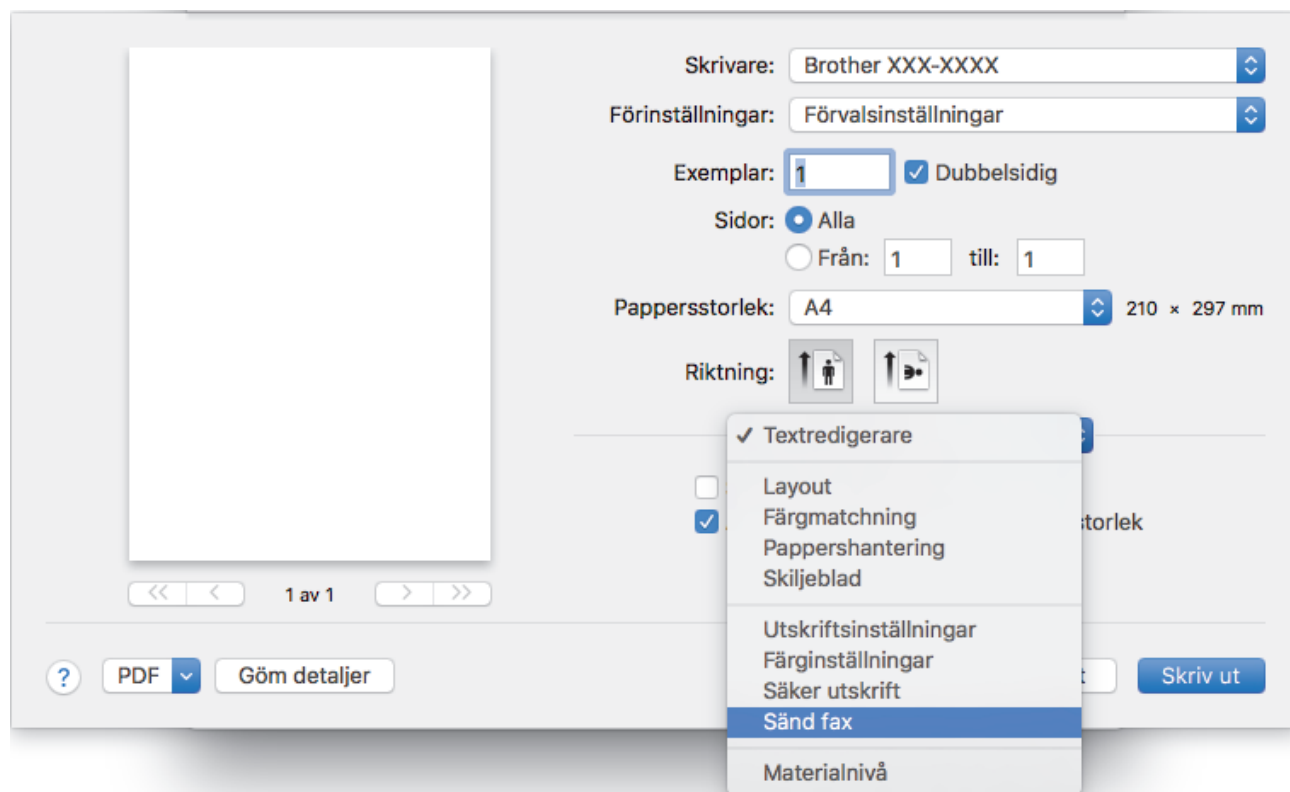 Skrivare: Brother XXX-XXXX
Förinställningar: Förvalsinställningar
Exemplar: 1 Dubbelsidig
Sidor: Alla
Från: 1 till: 1
Pappersstorlek: A4 210 × 297 mm
Riktning:
✓ Textredigerare
Layout
Färgmatchning
torlek
Pappershantering
Skiljeblad
1 av 1
Utskriftsinställningar
Färginställningar
Säker utskrift
Sänd fax
Materialnivå
? PDF Göm detaljer t Skriv ut